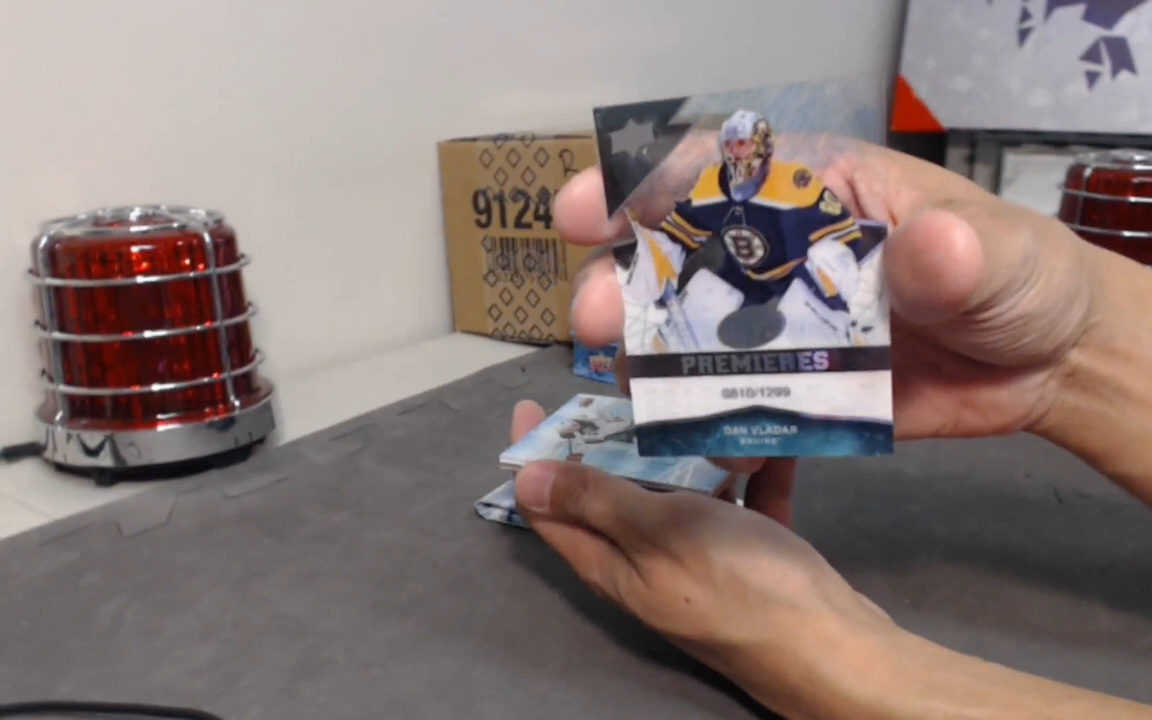 R
9124
B
PREMIERES
0810/1299
DAN VLADAR
BRUINS